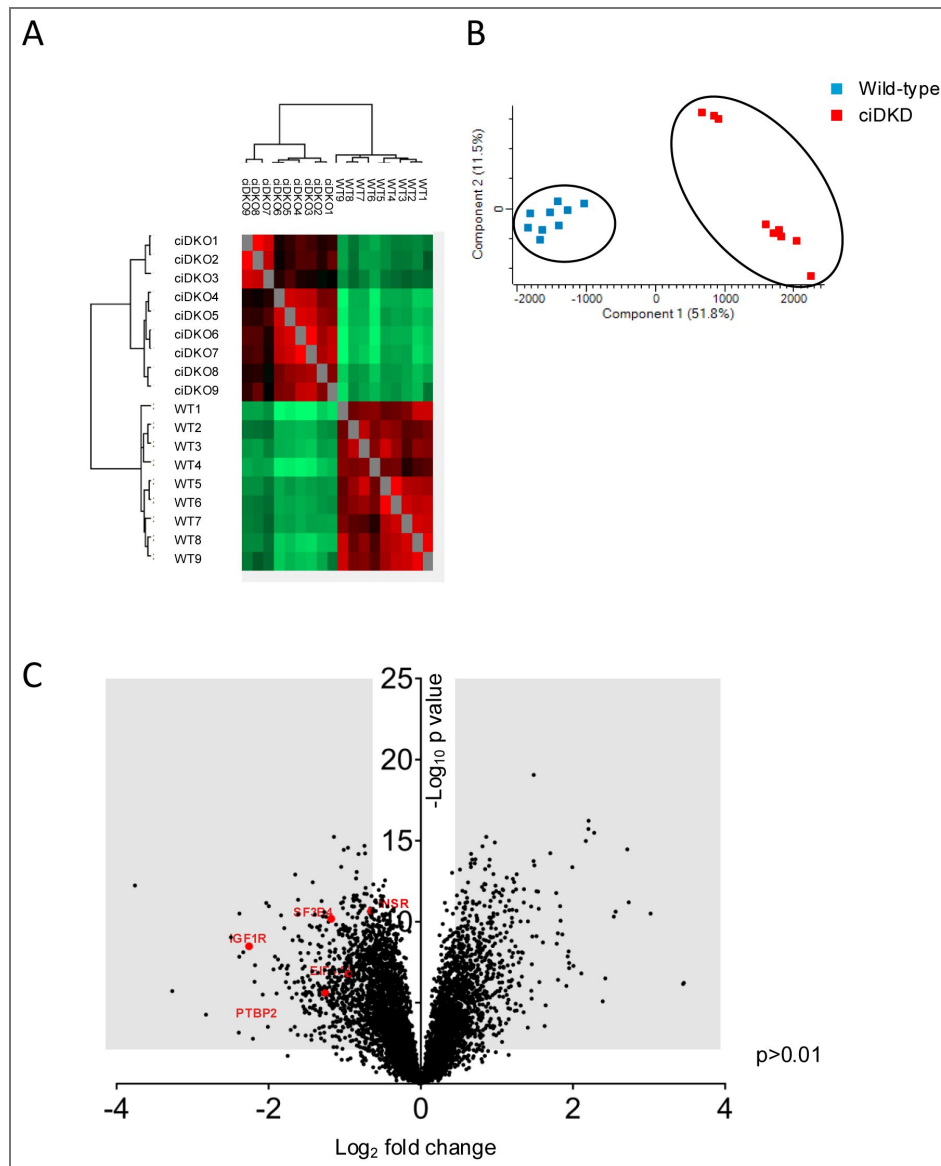 A
ciDKO9
ciDKO8
ciDKO7
ciDKO6
ciDKO5
ciDKO4
ciDKO3
ciDKO2
ciDKO1
WT9
WT8
WT7
WT6
WT5
WT4
WT3
WT2
WT1
ciDKO1
ciDKO2
ciDKO3
ciDKO4
ciDKO5
ciDKO6
ciDKO7
ciDKO8
ciDKO9
WT1
WT2
WT3
WT4
WT5
WT6
WT7
WT8
WT9
B
Wild-type
ciDKD
Component 2 (11.5%)
0
-2000 -1000 0 1000 2000
Component 1 (51.8%)
C
25
20
15
-Log10 p value
SF3B4
IGF1R
PTBP2
p>0.01
-4 -2 0 2 4
Log2 fold change